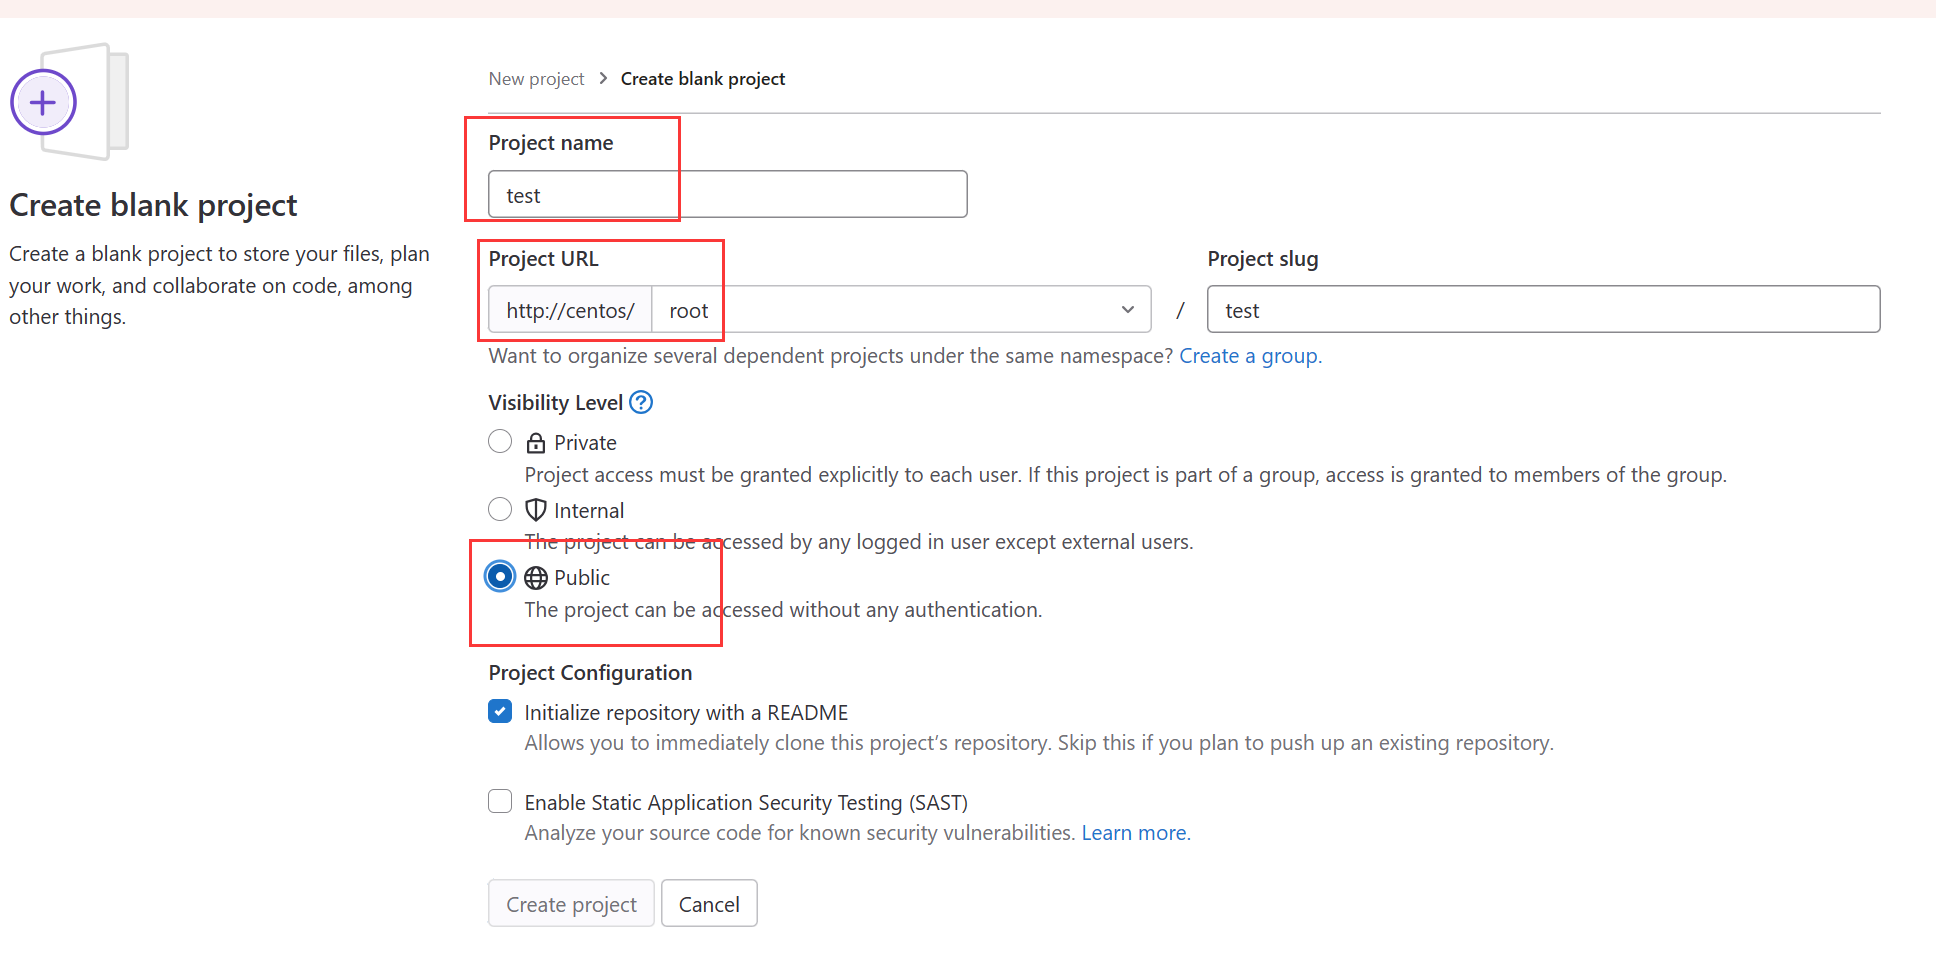 New project > Create blank project
Create blank project
Create a blank project to store your files, plan
your work, and collaborate on code, among
other things.
Project name
test
Project URL
http://centos/ root
/
Project slug
test
Want to organize several dependent projects under the same namespace? Create a group.
Visibility Level ?
Private
Project access must be granted explicitly to each user. If this project is part of a group, access is granted to members of the group.
Internal
The project can be accessed by any logged in user except external users.
Public
The project can be accessed without any authentication.
Project Configuration
Initialize repository with a README
Allows you to immediately clone this project’s repository. Skip this if you plan to push up an existing repository.
Enable Static Application Security Testing (SAST)
Analyze your source code for known security vulnerabilities. Learn more.
Create project Cancel